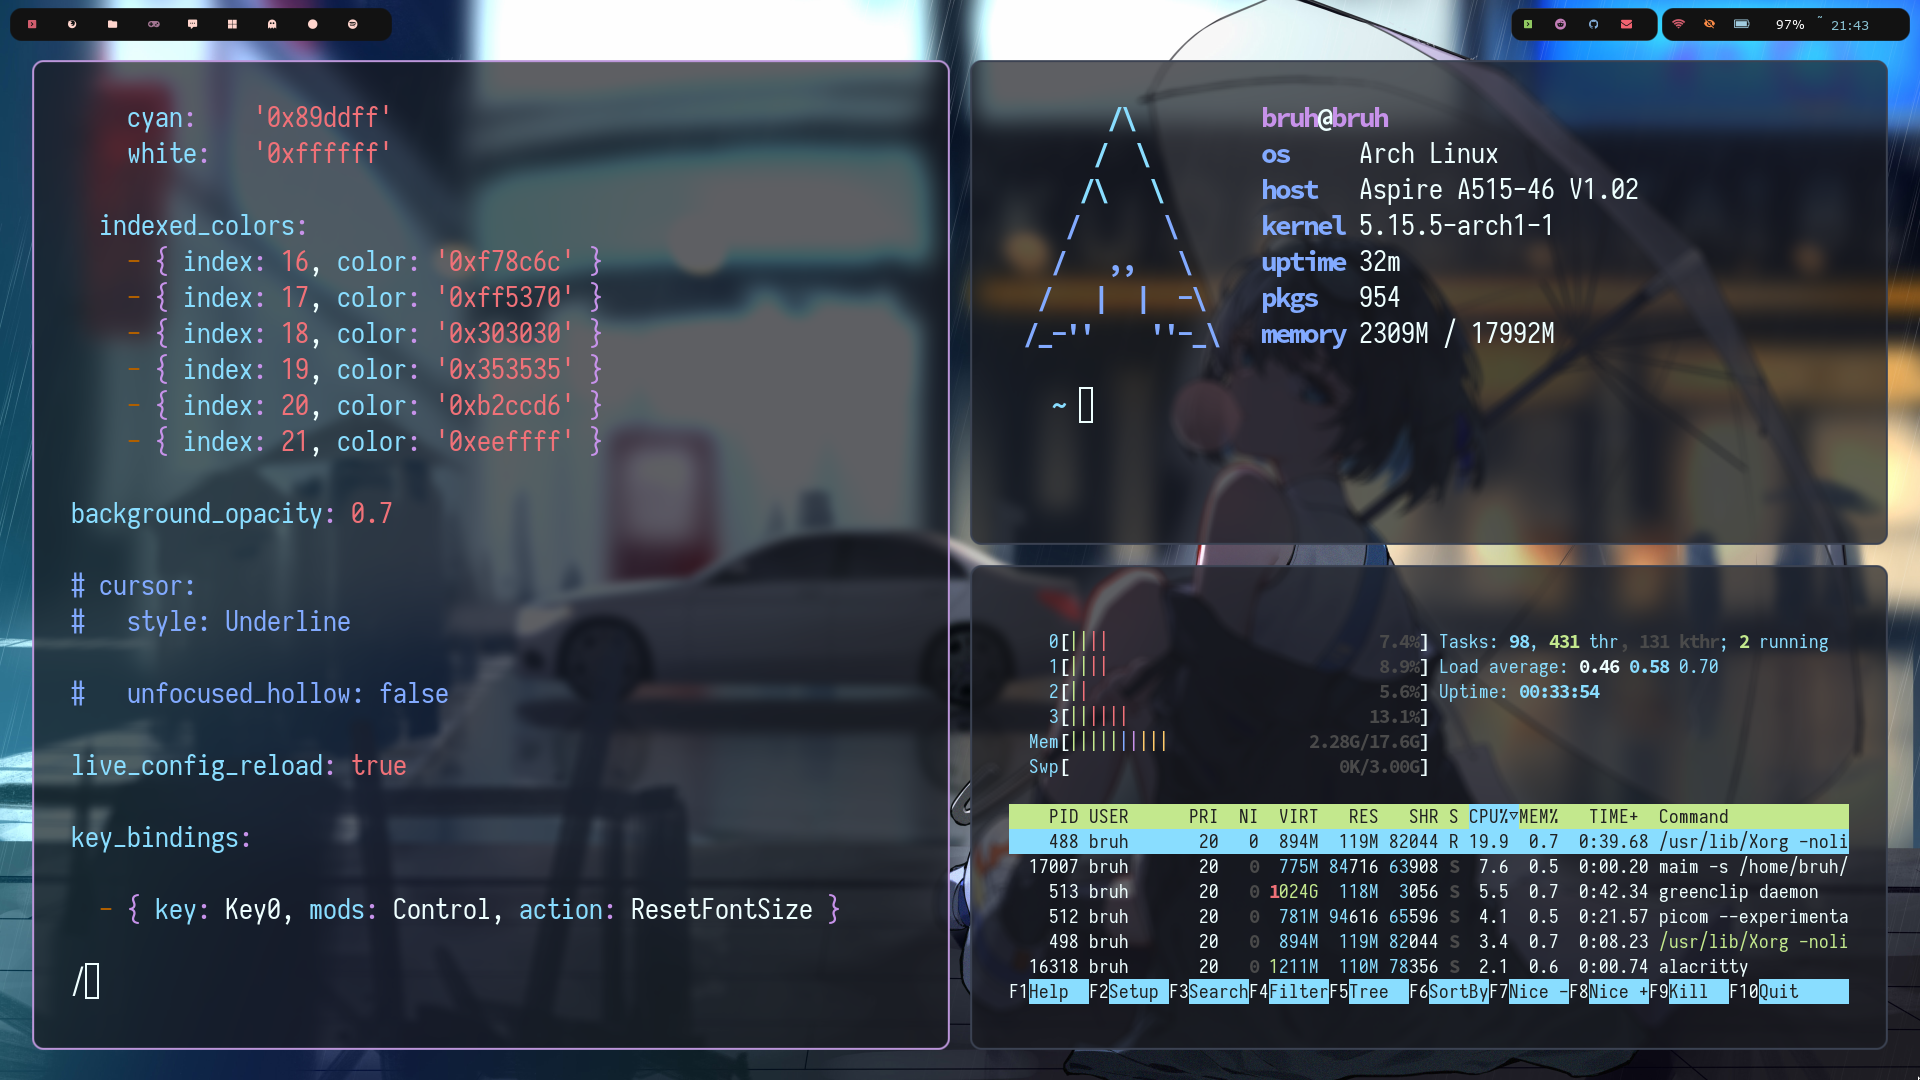 97% ~ 21:43
cyan: '0x89ddff'
white: '0xffffff'
indexed_colors:
- { index: 16, color: '0xf78c6c' }
- { index: 17, color: '0xff5370' }
- { index: 18, color: '0x303030' }
- { index: 19, color: '0x353535' }
- { index: 20, color: '0xb2ccd6' }
- { index: 21, color: '0xeeffff' }
background_opacity: 0.7
# cursor:
#   style: Underline
#   unfocused_hollow: false
live_config_reload: true
key_bindings:
- { key: Key0, mods: Control, action: ResetFontSize }
/
bruh@bruh
os Arch Linux
host Aspire A515-46 V1.02
kernel 5.15.5-arch1-1
uptime 32m
pkgs 954
memory 2309M / 17992M
~
0[|||| 7.4%] Tasks: 98, 431 thr, 131 kthr; 2 running
1[|||| 8.9%] Load average: 0.46 0.58 0.70
2[|| 5.6%] Uptime: 00:33:54
3[|||||| 13.1%]
Mem[|||||||||| 2.28G/17.6G]
Swp[ 0K/3.00G]
PID USER PRI NI VIRT RES SHR S CPU%▽MEM% TIME+ Command
488 bruh 20 0 894M 119M 82044 R 19.9 0.7 0:39.68 /usr/lib/Xorg -noli
17007 bruh 20 0 775M 84716 63908 S 7.6 0.5 0:00.20 maim -s /home/bruh/
513 bruh 20 0 1024G 118M 3056 S 5.5 0.7 0:42.34 greenclip daemon
512 bruh 20 0 781M 94616 65596 S 4.1 0.5 0:21.57 picom --experimenta
498 bruh 20 0 894M 119M 82044 S 3.4 0.7 0:08.23 /usr/lib/Xorg -noli
16318 bruh 20 0 1211M 110M 78356 S 2.1 0.6 0:00.74 alacritty
F1Help F2Setup F3SearchF4FilterF5Tree F6SortByF7Nice -F8Nice +F9Kill F10Quit